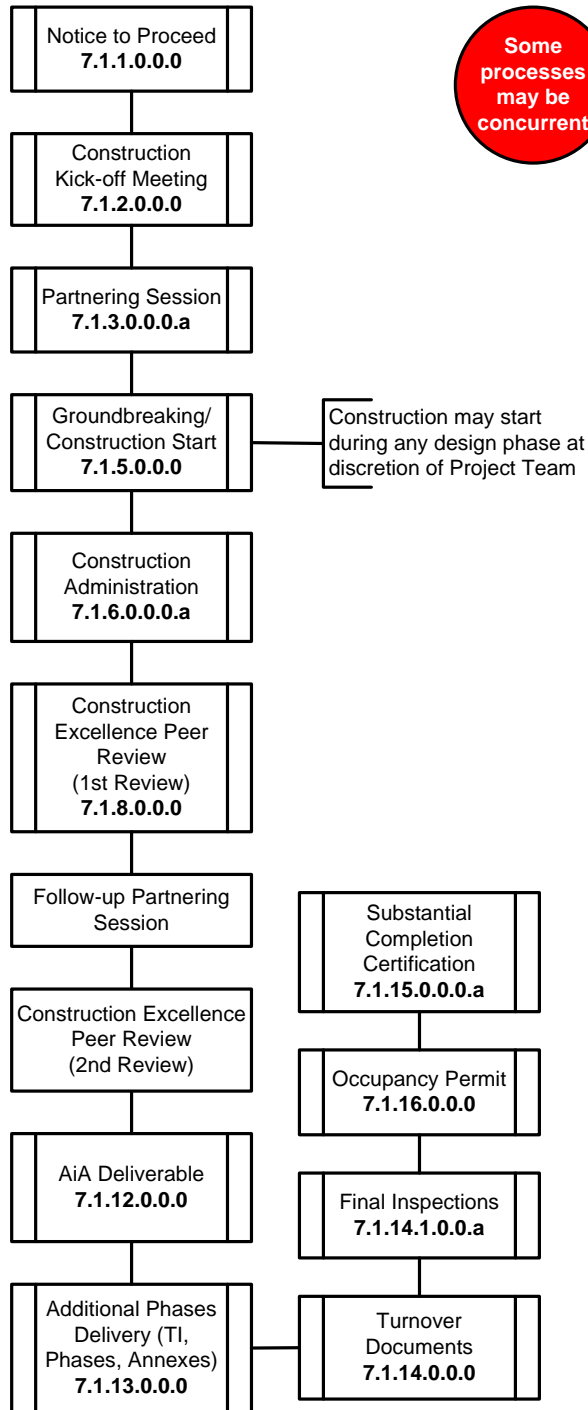 Notice to Proceed
7.1.1.0.0.0
Some
processes
may be
concurrent
Construction
Kick-off Meeting
7.1.2.0.0.0
Partnering Session
7.1.3.0.0.0.a
Groundbreaking/
Construction Start
7.1.5.0.0.0
Construction may start
during any design phase at
discretion of Project Team
Construction
Administration
7.1.6.0.0.0.a
Construction
Excellence Peer
Review
(1st Review)
7.1.8.0.0.0
Follow-up Partnering
Session
Construction Excellence
Peer Review
(2nd Review)
AiA Deliverable
7.1.12.0.0.0
Additional Phases
Delivery (TI,
Phases, Annexes)
7.1.13.0.0.0
Turnover
Documents
7.1.14.0.0.0
Final Inspections
7.1.14.1.0.0.a
Occupancy Permit
7.1.16.0.0.0
Substantial
Completion
Certification
7.1.15.0.0.0.a